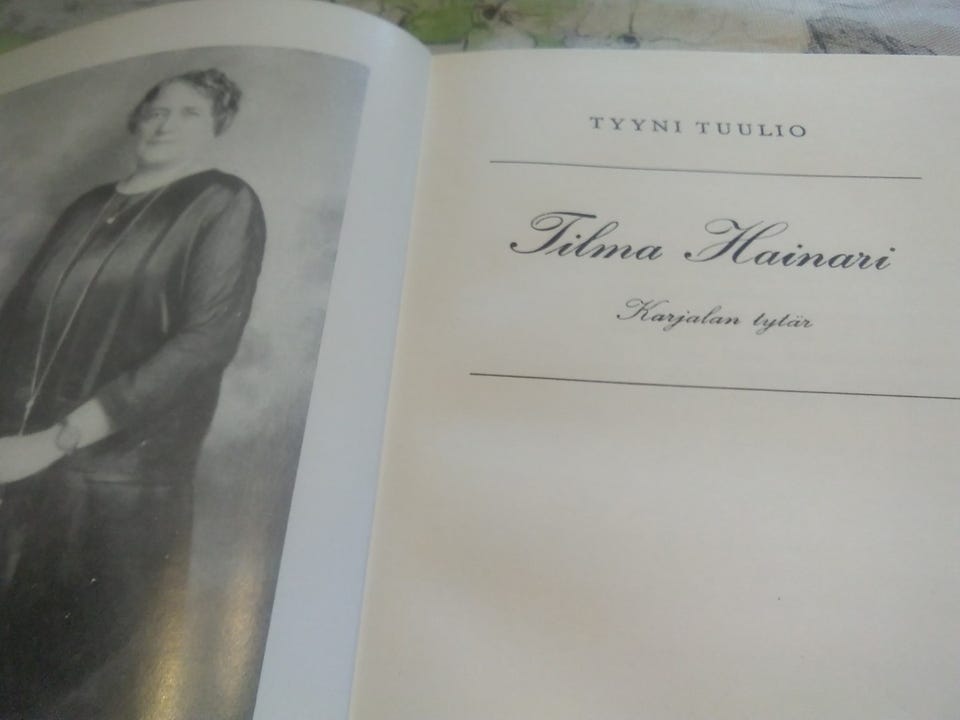 TYYNI TUULIO
Tilma Hainari
Karjalan tytär